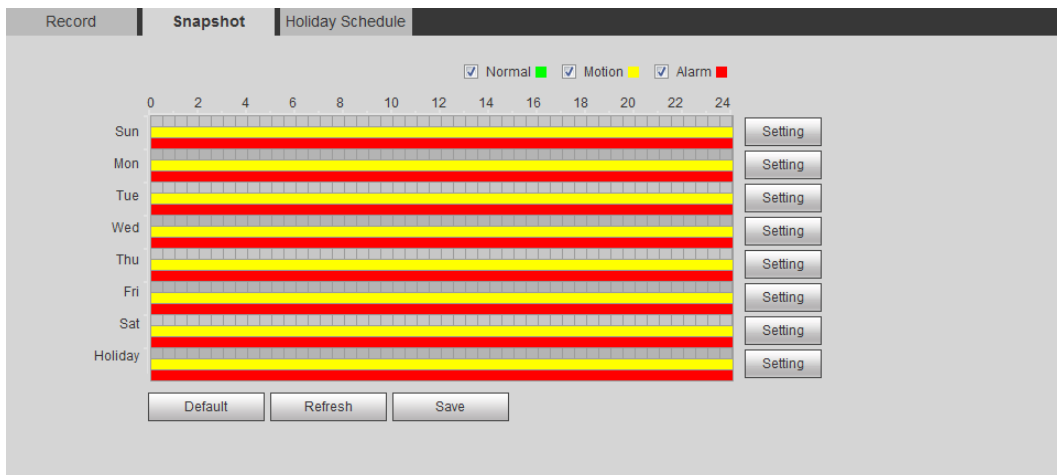 Record Snapshot Holiday Schedule
Normal Motion Alarm
0 2 4 6 8 10 12 14 16 18 20 22 24
Sun Setting
Mon Setting
Tue Setting
Wed Setting
Thu Setting
Fri Setting
Sat Setting
Holiday Setting
Default Refresh Save